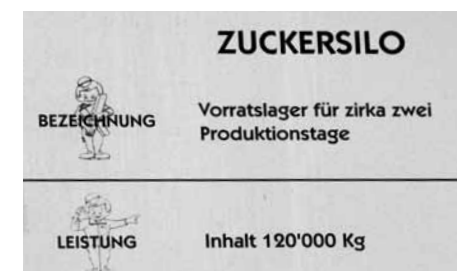 ZUCKERSILO
BEZEICHNUNG
Vorratslager für zirka zwei
Produktionstage
LEISTUNG
Inhalt 120'000 Kg